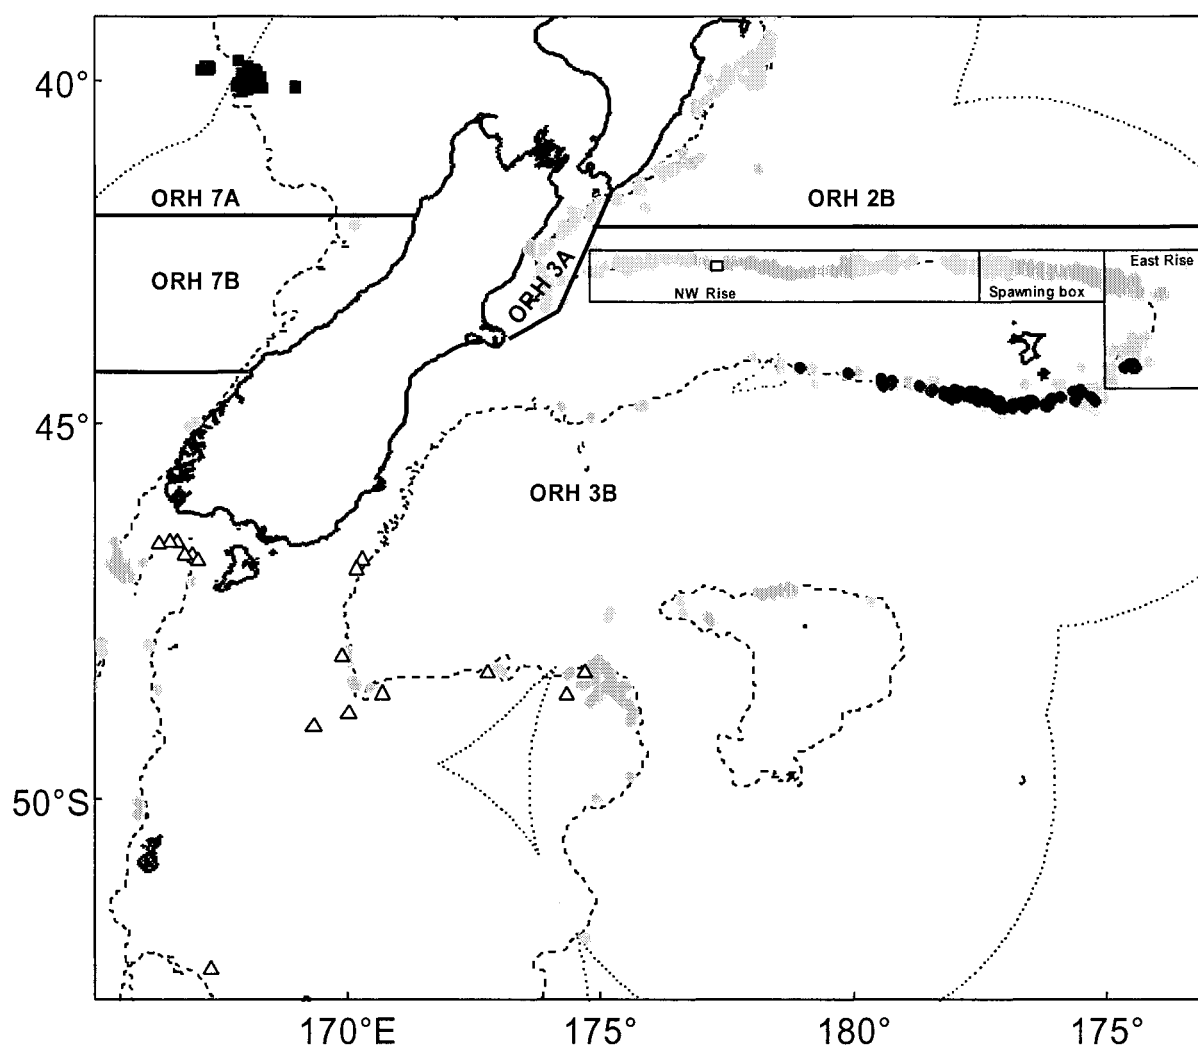 40°
ORH 7A
ORH 2B
ORH 7B
ORH 3A
East Rise
NW Rise
Spawning box
45°
ORH 3B
50°S
170°E
175°
180°
175°